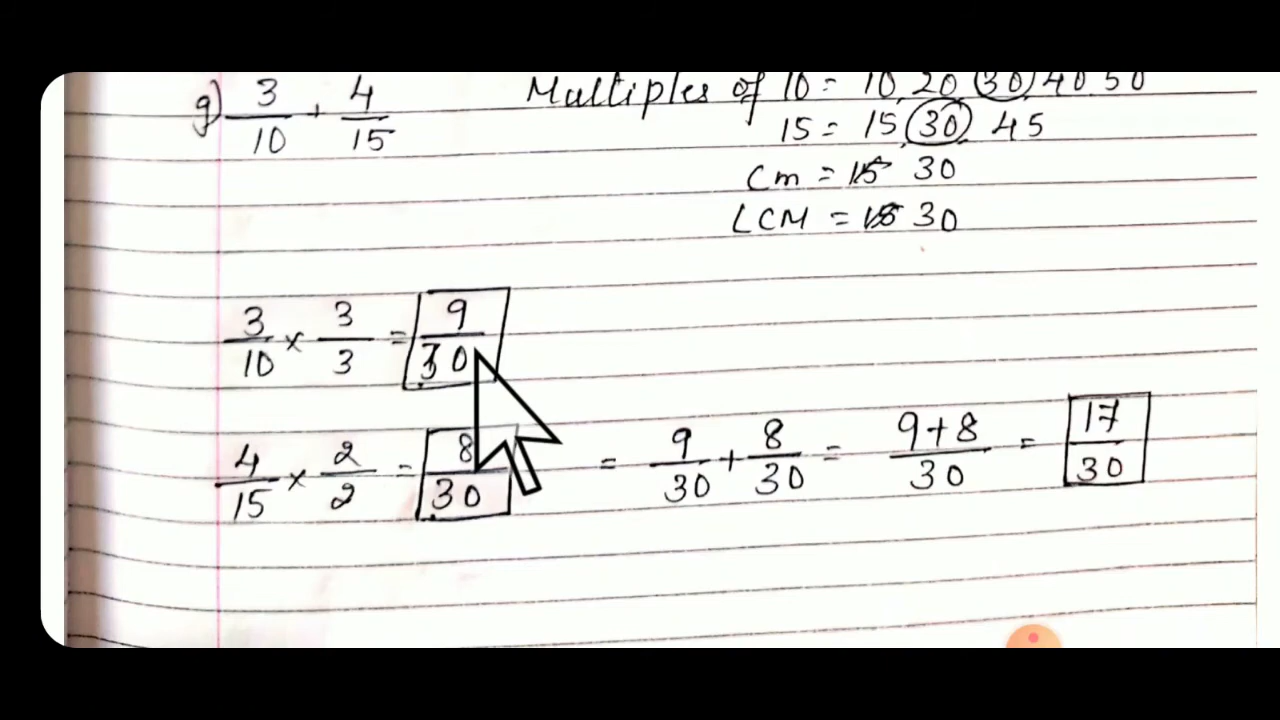 g) 3/10 + 4/15
Multiples of 10 = 10, 20, 30, 40 50
15 = 15, 30, 45
Cm = 30
LCM = 30
3/10 × 3/3 = 9/30
4/15 × 2/2 = 8/30 = 9/30 + 8/30 = 9+8/30 = 17/30